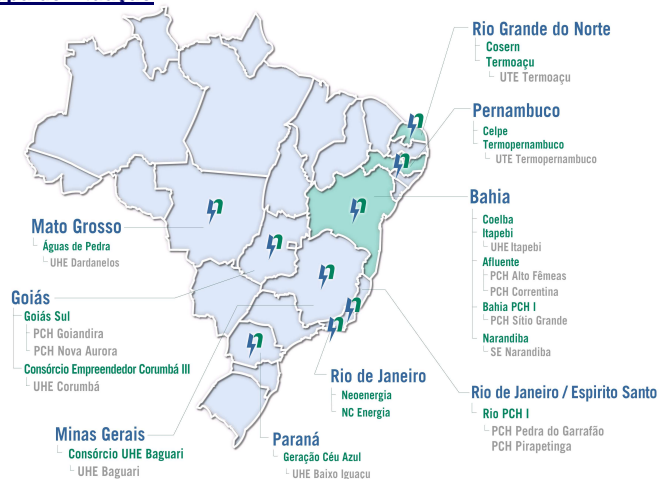 Rio Grande do Norte
Cosern
Termoaçu
UTE Termoaçu
Pernambuco
Celpe
Termopernambuco
UTE Termopernambuco
Bahia
Coelba
Itapebi
UHE Itapebi
Afluente
PCH Alto Fêmeas
PCH Correntina
Bahia PCH I
PCH Sítio Grande
Narandiba
SE Narandiba
Mato Grosso
Águas de Pedra
UHE Dardanelos
Goiás
Goiás Sul
PCH Goiandira
PCH Nova Aurora
Consórcio Empreendedor Corumbá III
UHE Corumbá
Rio de Janeiro
Neoenergia
NC Energia
Rio de Janeiro / Espirito Santo
Rio PCH I
PCH Pedra do Garrafão
PCH Pirapetinga
Minas Gerais
Consórcio UHE Baguari
UHE Baguari
Paraná
Geração Céu Azul
UHE Baixo Iguaçu